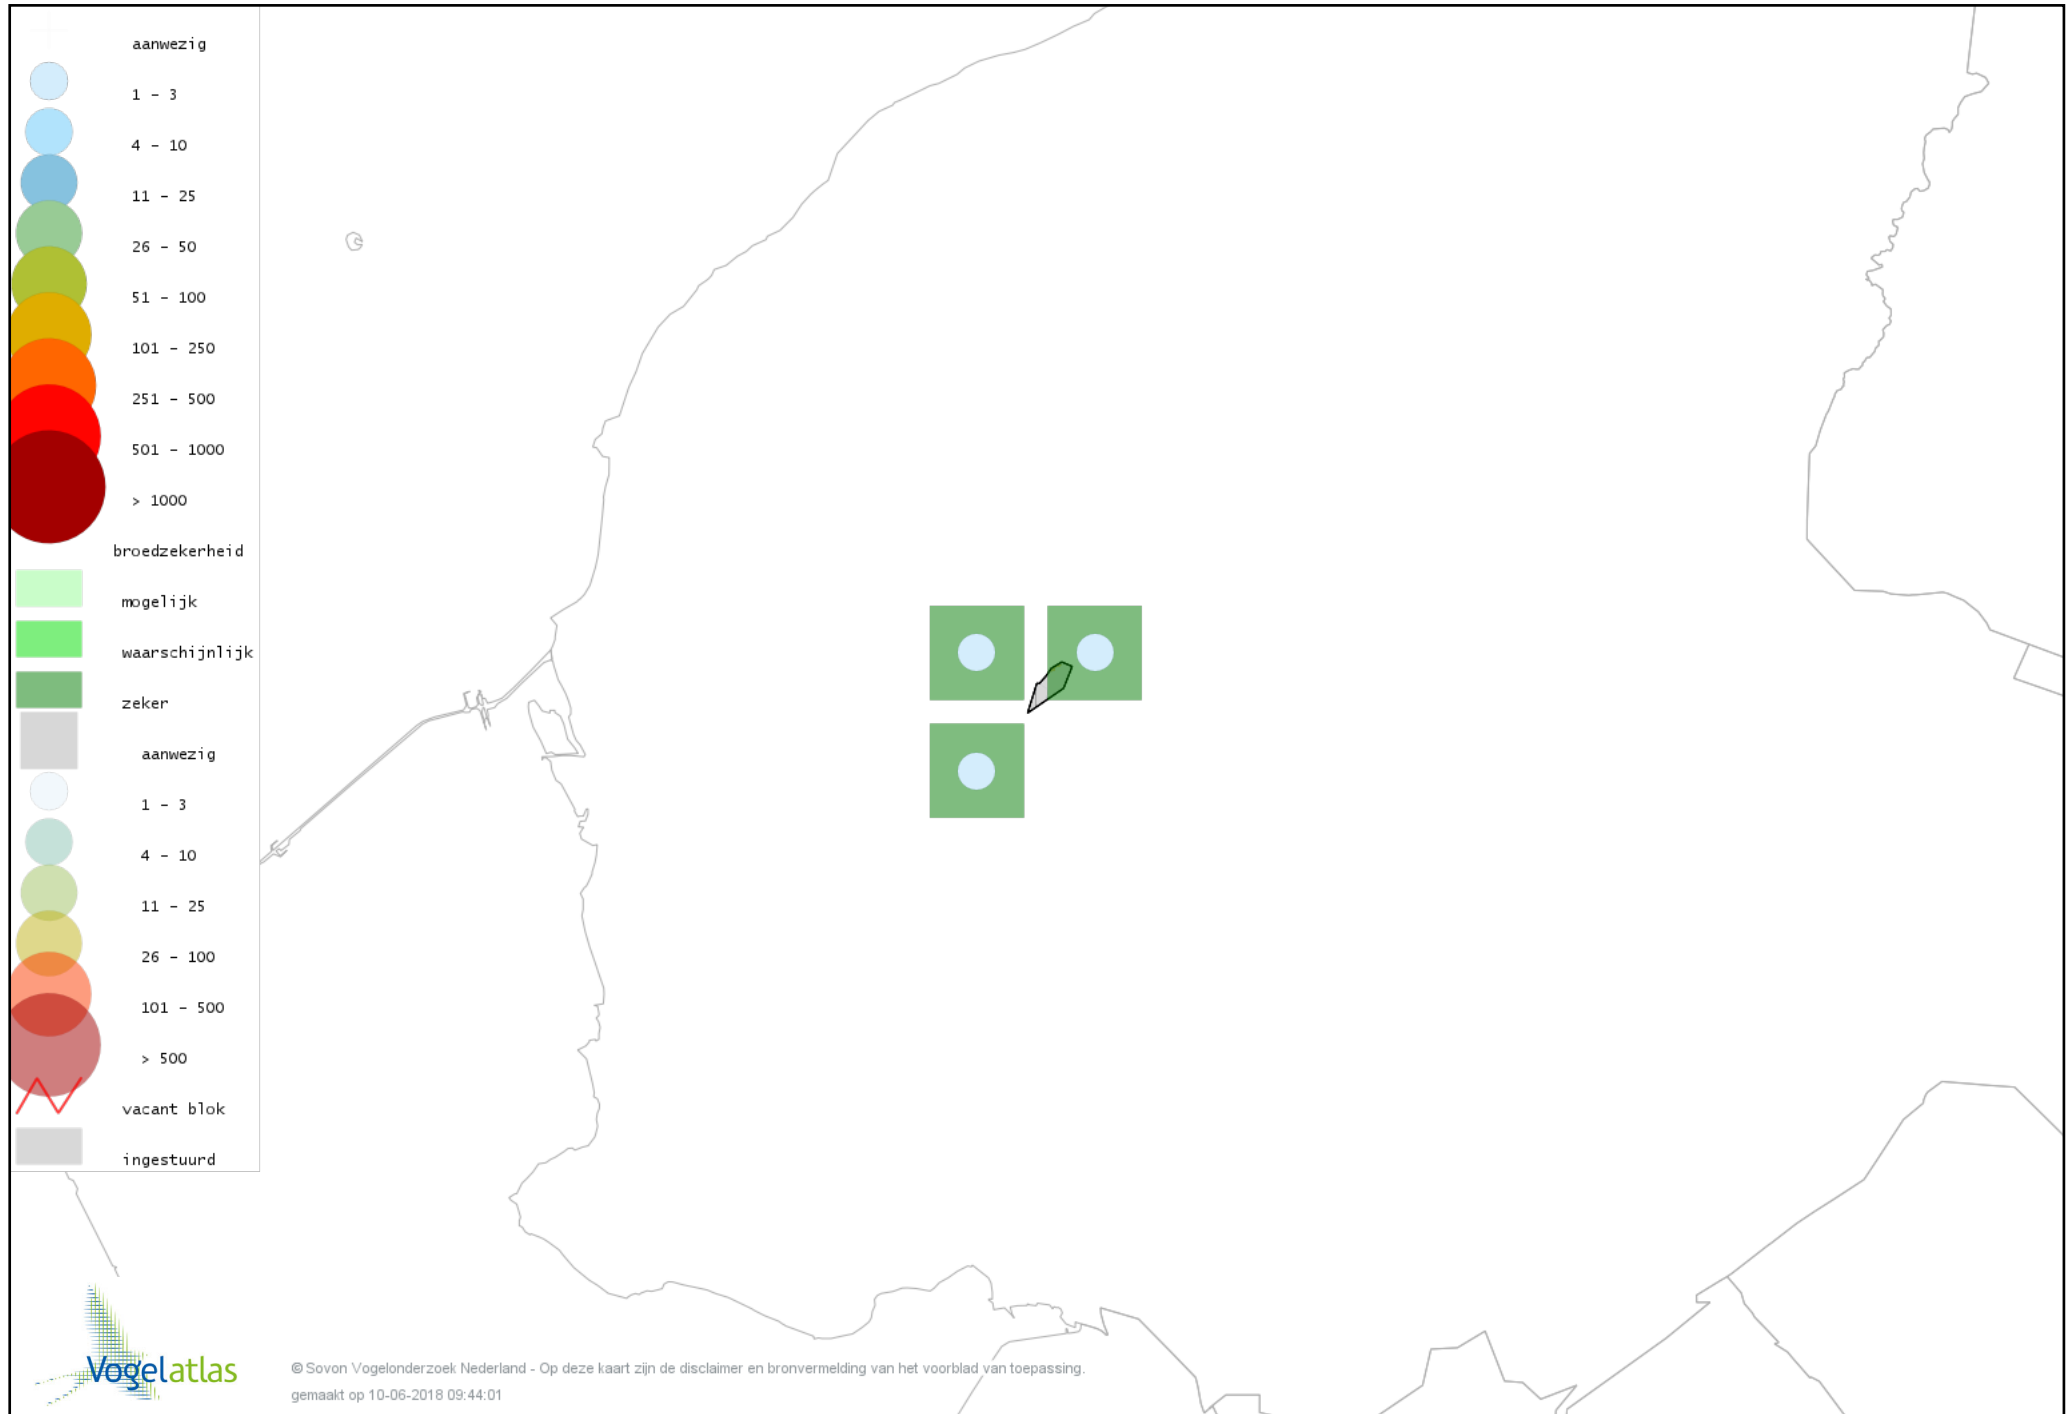 aanwezig
1 - 3
4 - 10
11 - 25
26 - 50
51 - 100
101 - 250
251 - 500
501 - 1000
> 1000
broedzekerheid
mogelijk
waarschijnlijk
zeker
aanwezig
1 - 3
4 - 10
11 - 25
26 - 100
101 - 500
> 500
vacant blok
ingestuurd
Vogelatlas
© Sovon Vogelonderzoek Nederland - Op deze kaart zijn de disclaimer en bronvermelding van het voorblad van toepassing.
gemaakt op 10-06-2018 09:44:01